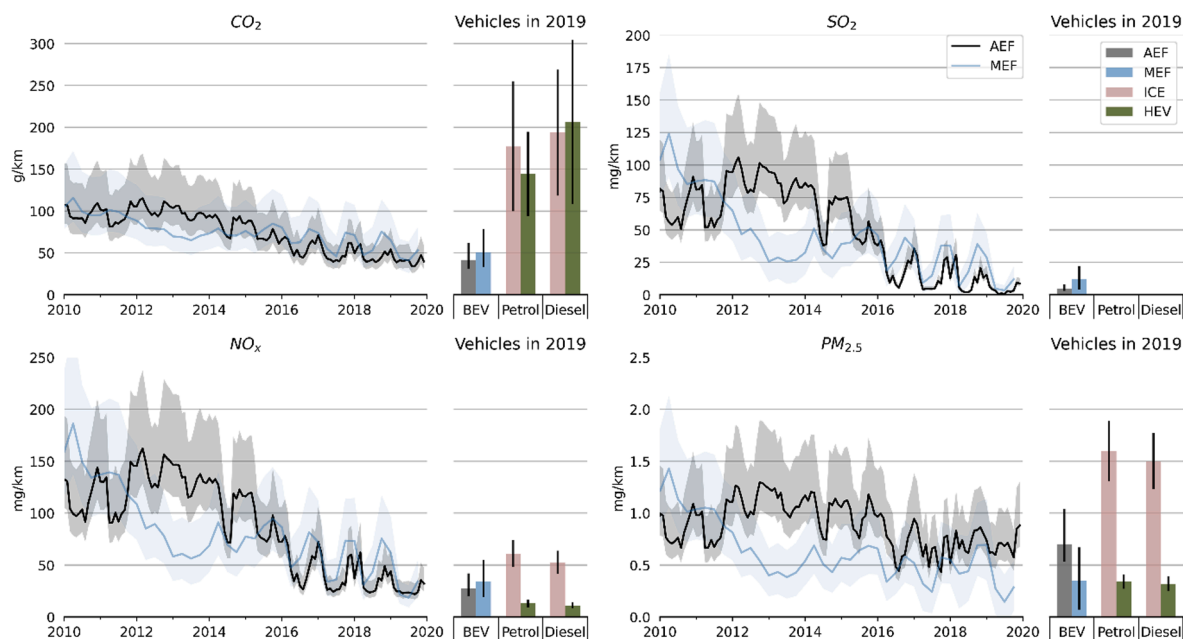 CO₂
Vehicles in 2019
g/km
300
250
200
150
100
50
0
2010 2012 2014 2016 2018 2020
BEV Petrol Diesel
SO₂
Vehicles in 2019
mg/km
200
175
150
125
100
75
50
25
0
AEF
MEF
2010 2012 2014 2016 2018 2020
AEF
MEF
ICE
HEV
BEV Petrol Diesel
NOₓ
Vehicles in 2019
mg/km
250
200
150
100
50
0
2010 2012 2014 2016 2018 2020
BEV Petrol Diesel
PM₂.₅
Vehicles in 2019
mg/km
2.5
2.0
1.5
1.0
0.5
0.0
2010 2012 2014 2016 2018 2020
BEV Petrol Diesel